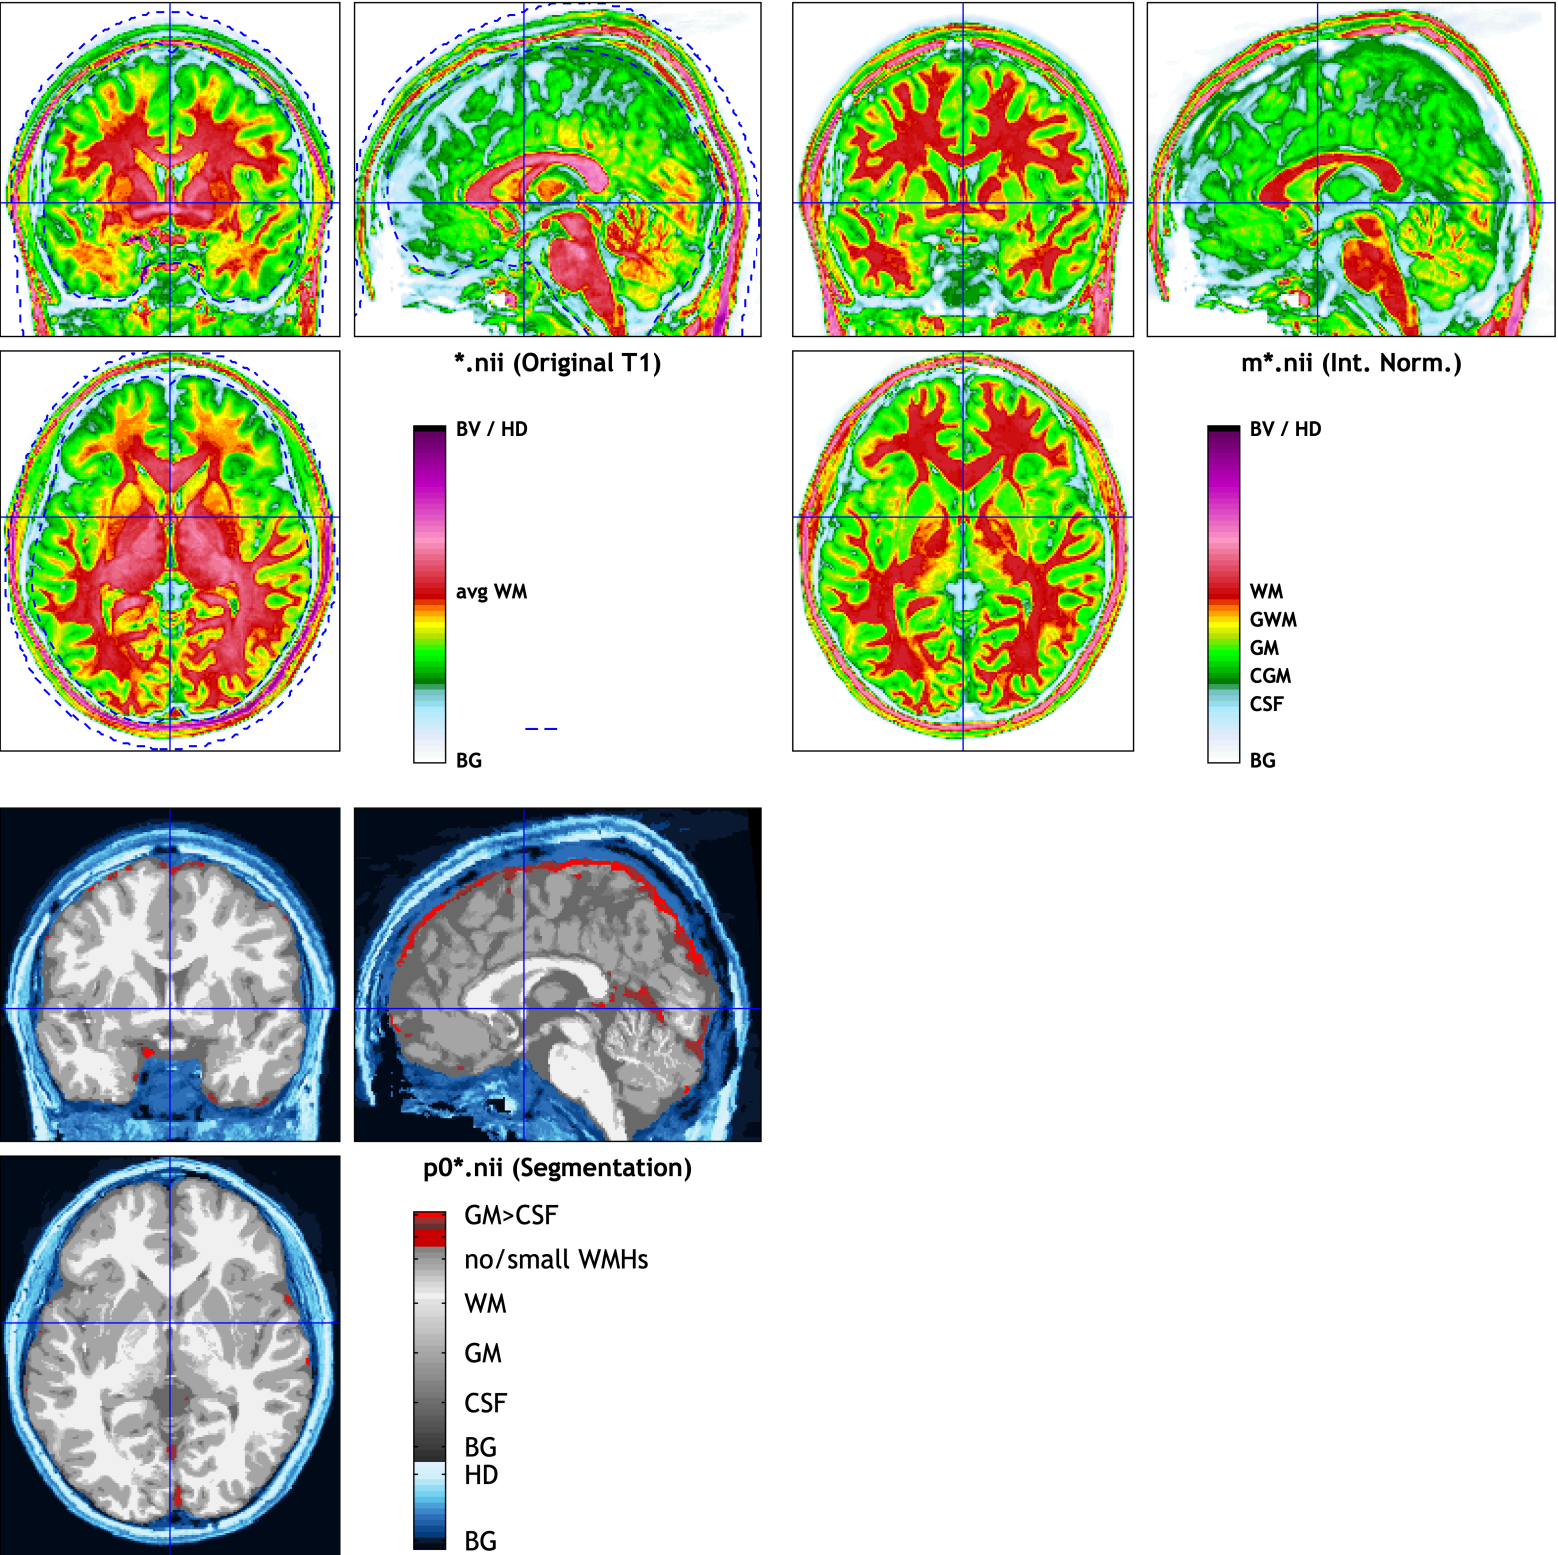 *.nii (Original T1)
BV / HD
avg WM
BG
m*.nii (Int. Norm.)
BV / HD
WM
GWM
GM
CGM
CSF
BG
p0*.nii (Segmentation)
GM>CSF
no/small WMHs
WM
GM
CSF
BG
HD
BG